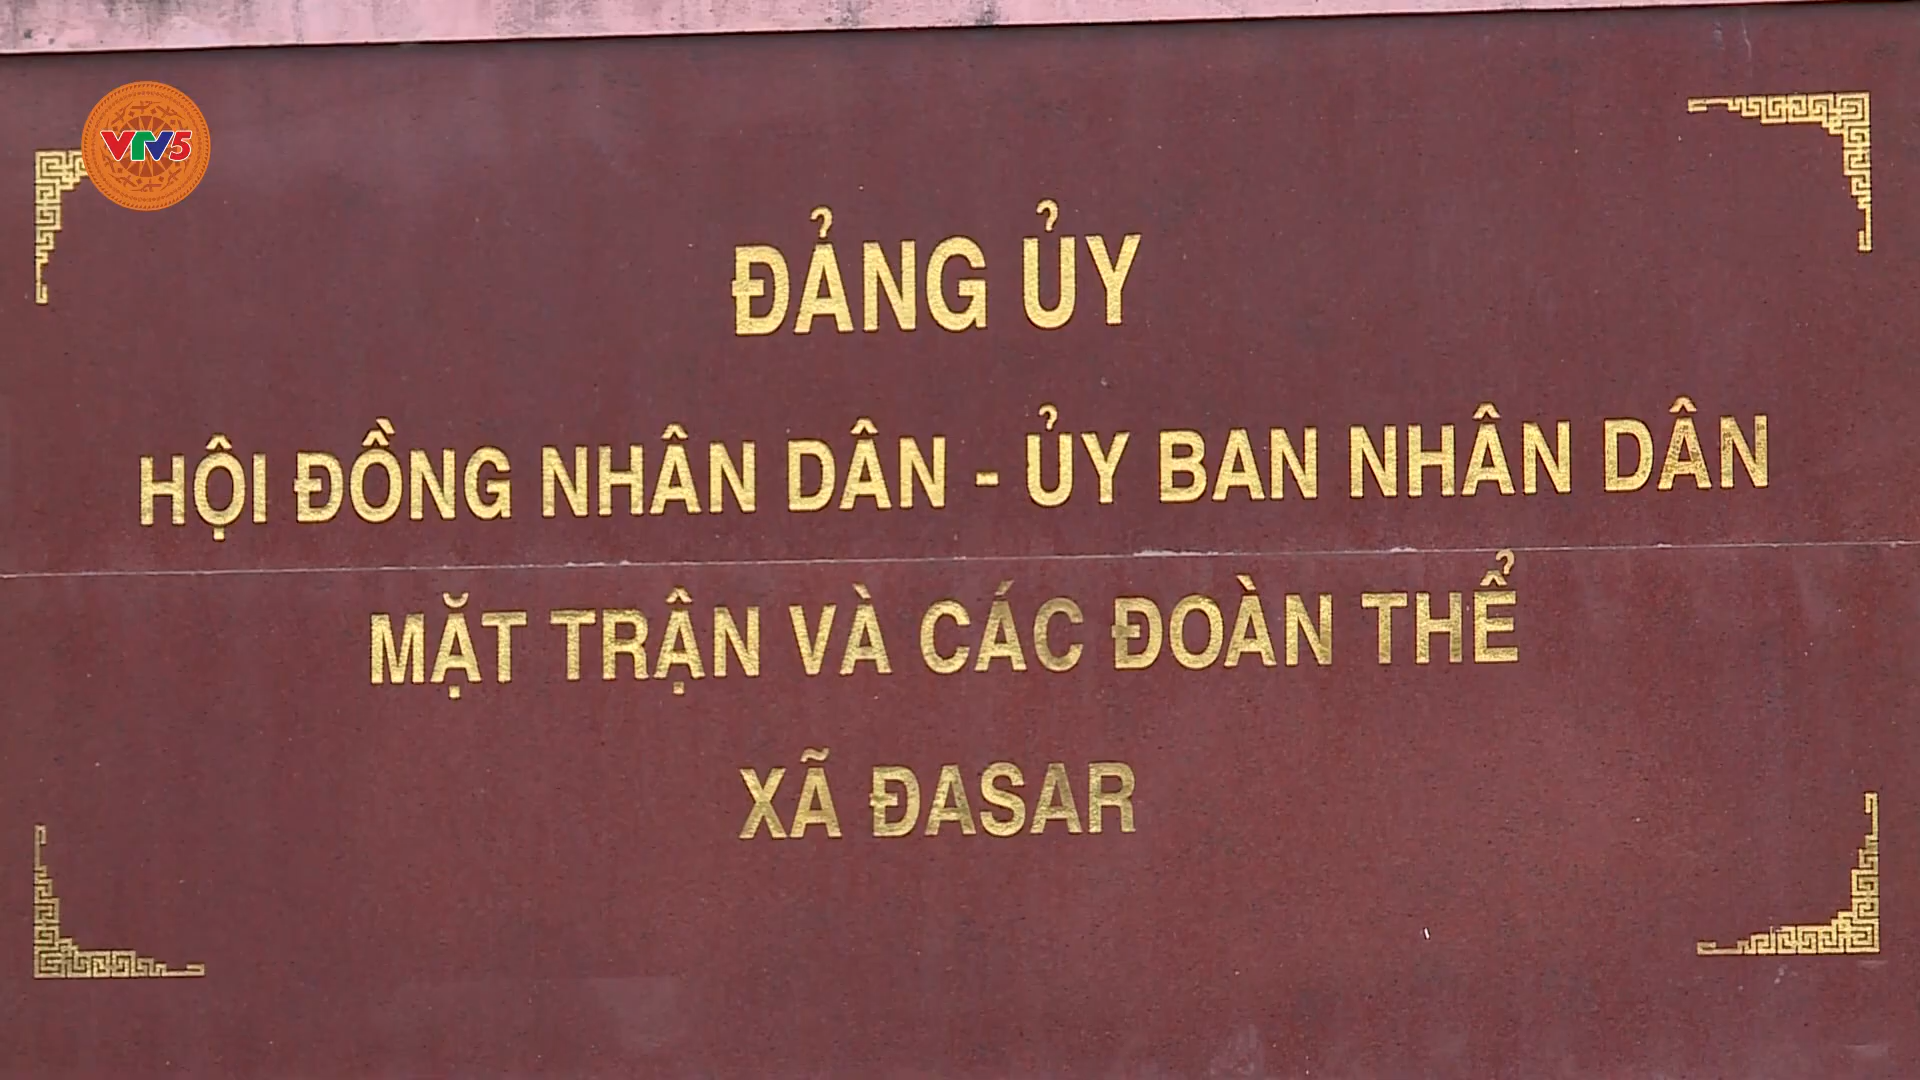 VTV5
ĐẢNG ỦY
HỘI ĐỒNG NHÂN DÂN - ỦY BAN NHÂN DÂN
MẶT TRẬN VÀ CÁC ĐOÀN THỂ
XÃ ĐASAR